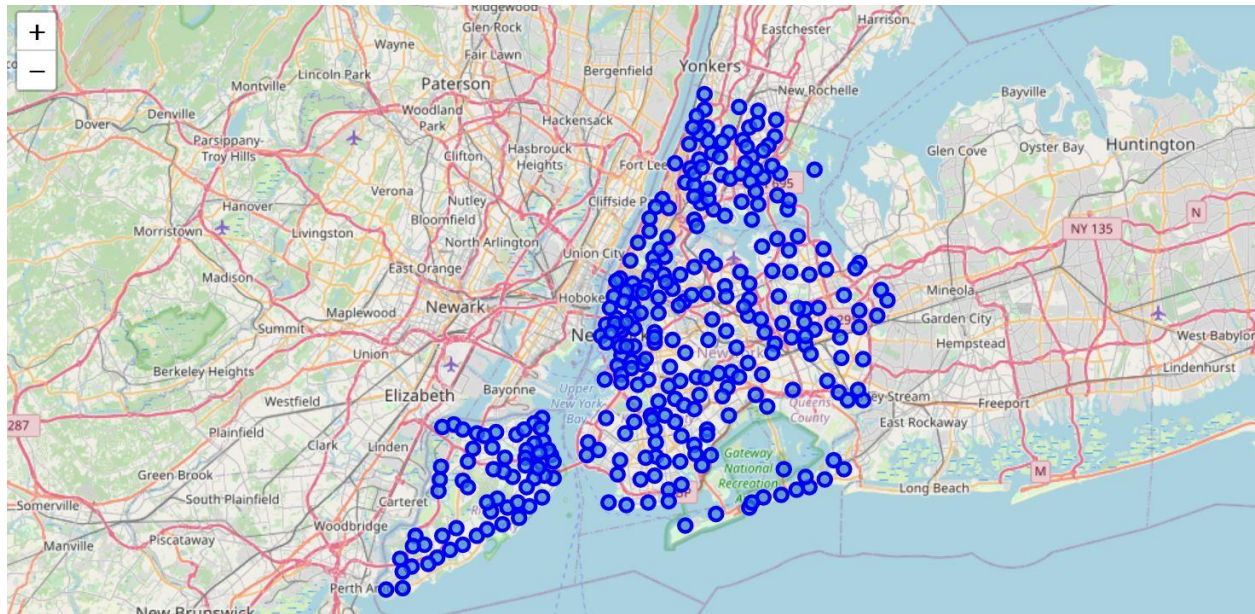 +
−
Ridgewood
Glen Rock
Harrison
Eastchester
Wayne
Fair Lawn
Yonkers
Lincoln Park
Bergenfield
Montville
Paterson
New Rochelle
Bayville
Woodland
Park
Dover
Denville
Hackensack
Parsippany-
Troy Hills
Huntington
Oyster Bay
Glen Cove
Clifton
Hasbrouck
Heights
Fort Lee
695
Verona
Nutley
Hanover
Bloomfield
Cliffside
N
Morristown
Livingston
North Arlington
NY 135
Union City
East Orange
Madison
Mineola
Newark
Maplewood
Garden City
Summit
West Babylon
Hempstead
Union
New York
Berkeley Heights
Lindenhurst
Elizabeth
Bayonne
Upper
New York
Bay
Westfield
Queens
County
Freeport
287
East Rockaway
Plainfield
Clark
Linden
Gateway
National
Recreation
Green Brook
M
Long Beach
South Plainfield
Carteret
Somerville
Woodbridge
Manville
Piscataway
Perth
New Brunswick